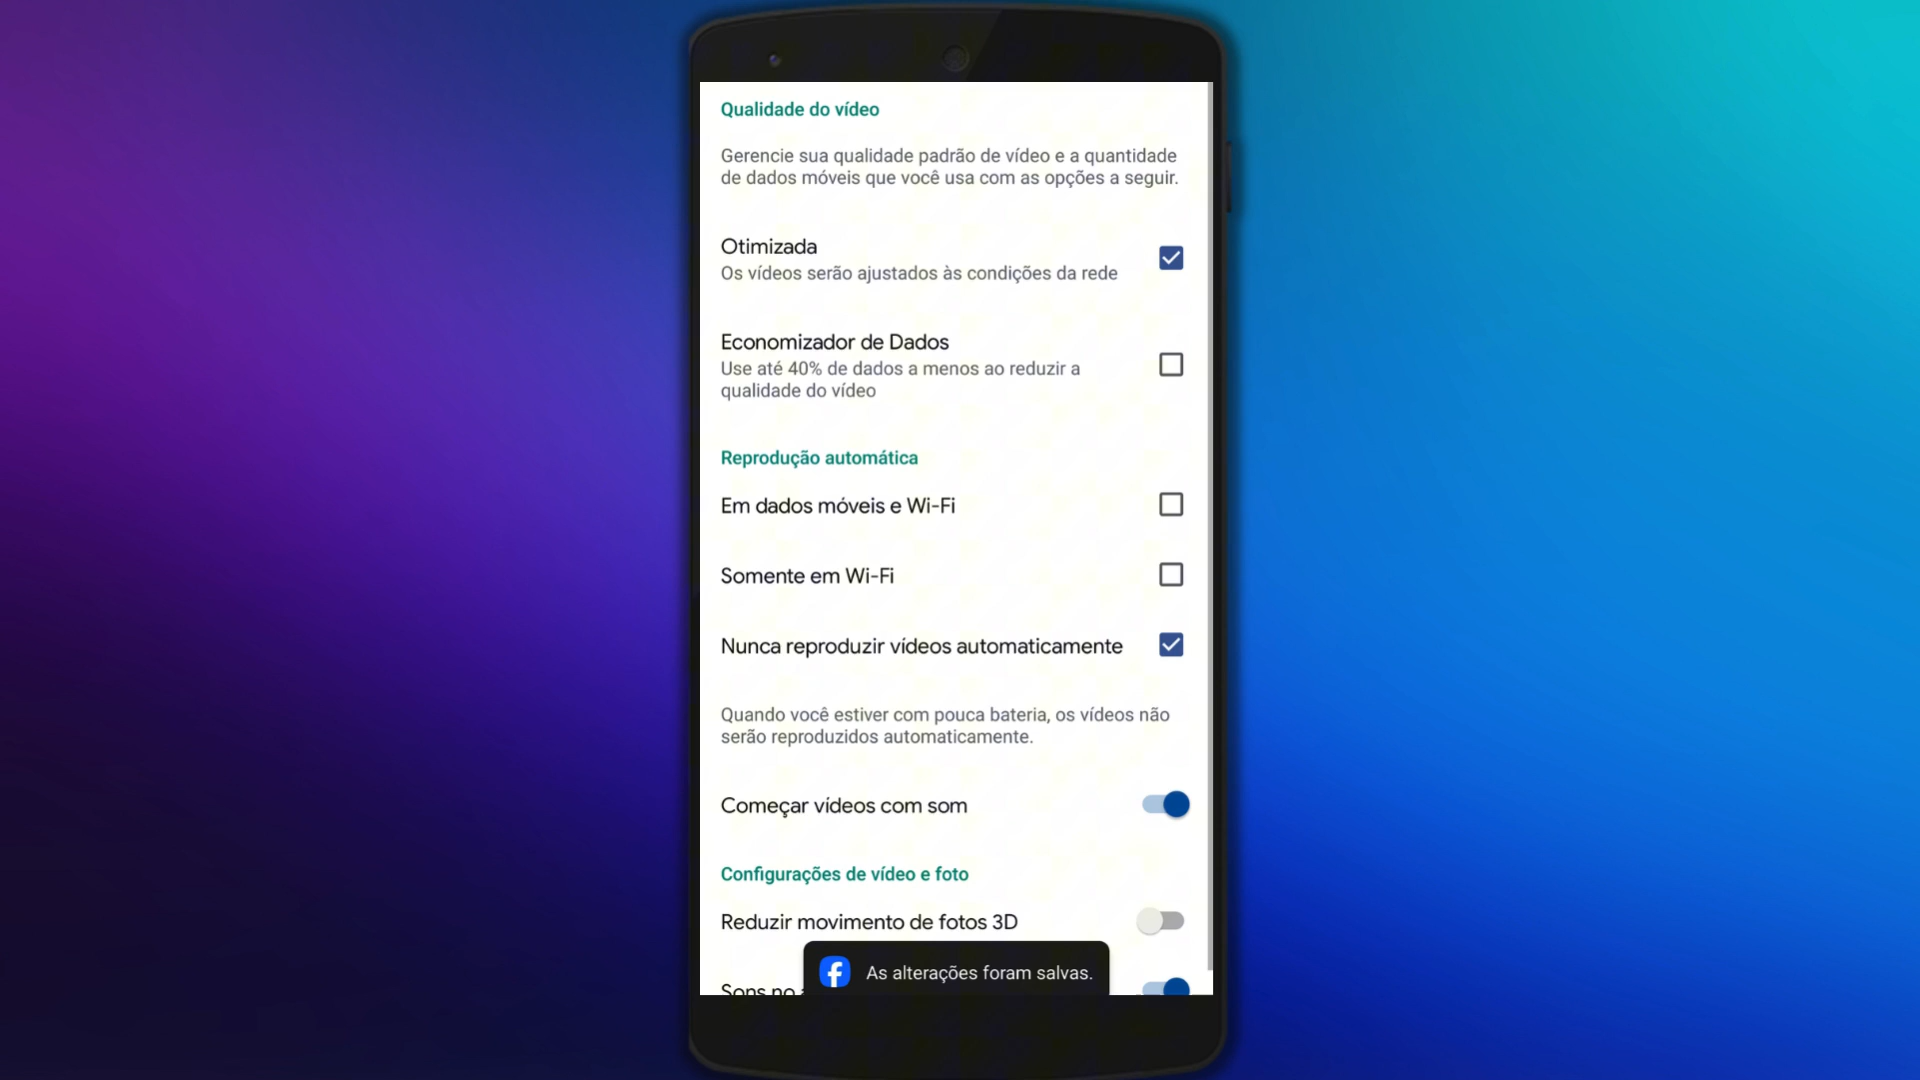 Qualidade do vídeo
Gerencie sua qualidade padrão de vídeo e a quantidade
de dados móveis que você usa com as opções a seguir.
Otimizada
Os vídeos serão ajustados às condições da rede
Economizador de Dados
Use até 40% de dados a menos ao reduzir a
qualidade do vídeo
Reprodução automática
Em dados móveis e Wi-Fi
Somente em Wi-Fi
Nunca reproduzir vídeos automaticamente
Quando você estiver com pouca bateria, os vídeos não
serão reproduzidos automaticamente.
Começar vídeos com som
Configurações de vídeo e foto
Reduzir movimento de fotos 3D
As alterações foram salvas.
Sons no